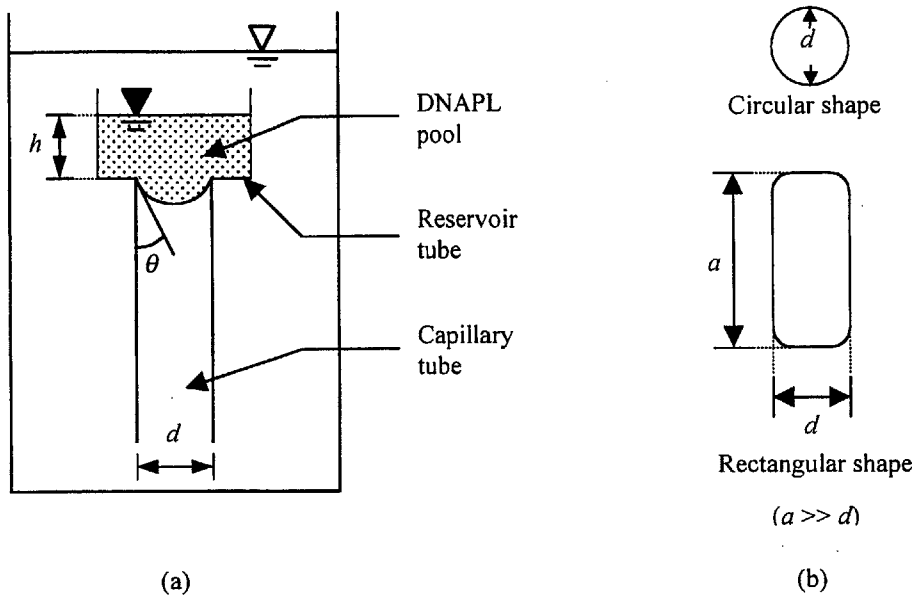 h
θ
d
DNAPL
pool
Reservoir
tube
Capillary
tube
(a)
d
Circular shape
a
d
Rectangular shape
(a >> d)
(b)